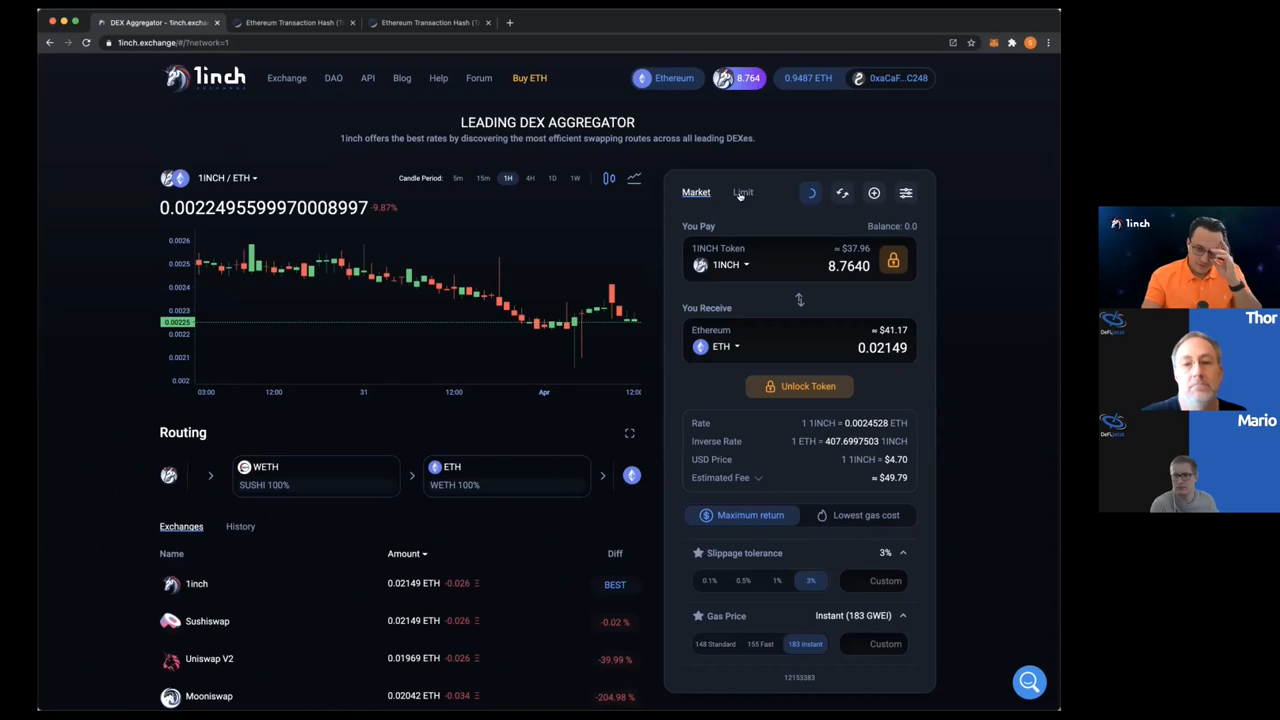 DEX Aggregator - 1inch.exchan
Ethereum Transaction Hash (T
Ethereum Transaction Hash (T
1inch.exchange/#/?network=1
1inch
EXCHANGE
Exchange
DAO
API
Blog
Help
Forum
Buy ETH
Ethereum
8.764
0.9487 ETH
0xaCaF...C248
LEADING DEX AGGREGATOR
1inch offers the best rates by discovering the most efficient swapping routes across all leading DEXes.
1INCH / ETH
Candle Period:
5m
15m
1H
4H
1D
1W
0.0022495599970008997
-9.87%
0.0026
0.0025
0.0024
0.0023
0.00225
0.0022
0.0021
0.002
03:00
12:00
31
12:00
Apr
12:00
Routing
WETH
SUSHI 100%
ETH
WETH 100%
Exchanges
History
Name
Amount
Diff
1inch
0.02149 ETH
-0.026 Ξ
BEST
Sushiswap
0.02149 ETH
-0.026 Ξ
-0.02 %
Uniswap V2
0.01969 ETH
-0.026 Ξ
-39.99 %
Mooniswap
0.02042 ETH
-0.034 Ξ
-204.98 %
Market
Limit
You Pay
Balance: 0.0
1INCH Token
≈ $37.96
1INCH
8.7640
You Receive
Ethereum
≈ $41.17
ETH
0.02149
Unlock Token
Rate
1 1INCH = 0.0024528 ETH
Inverse Rate
1 ETH = 407.6997503 1INCH
USD Price
1 1INCH = $4.70
Estimated Fee
≈ $49.79
Maximum return
Lowest gas cost
Slippage tolerance
3%
0.1%
0.5%
1%
3%
Custom
Gas Price
Instant (183 GWEI)
148 Standard
155 Fast
183 Instant
Custom
12153383
1inch
Thor
Mario